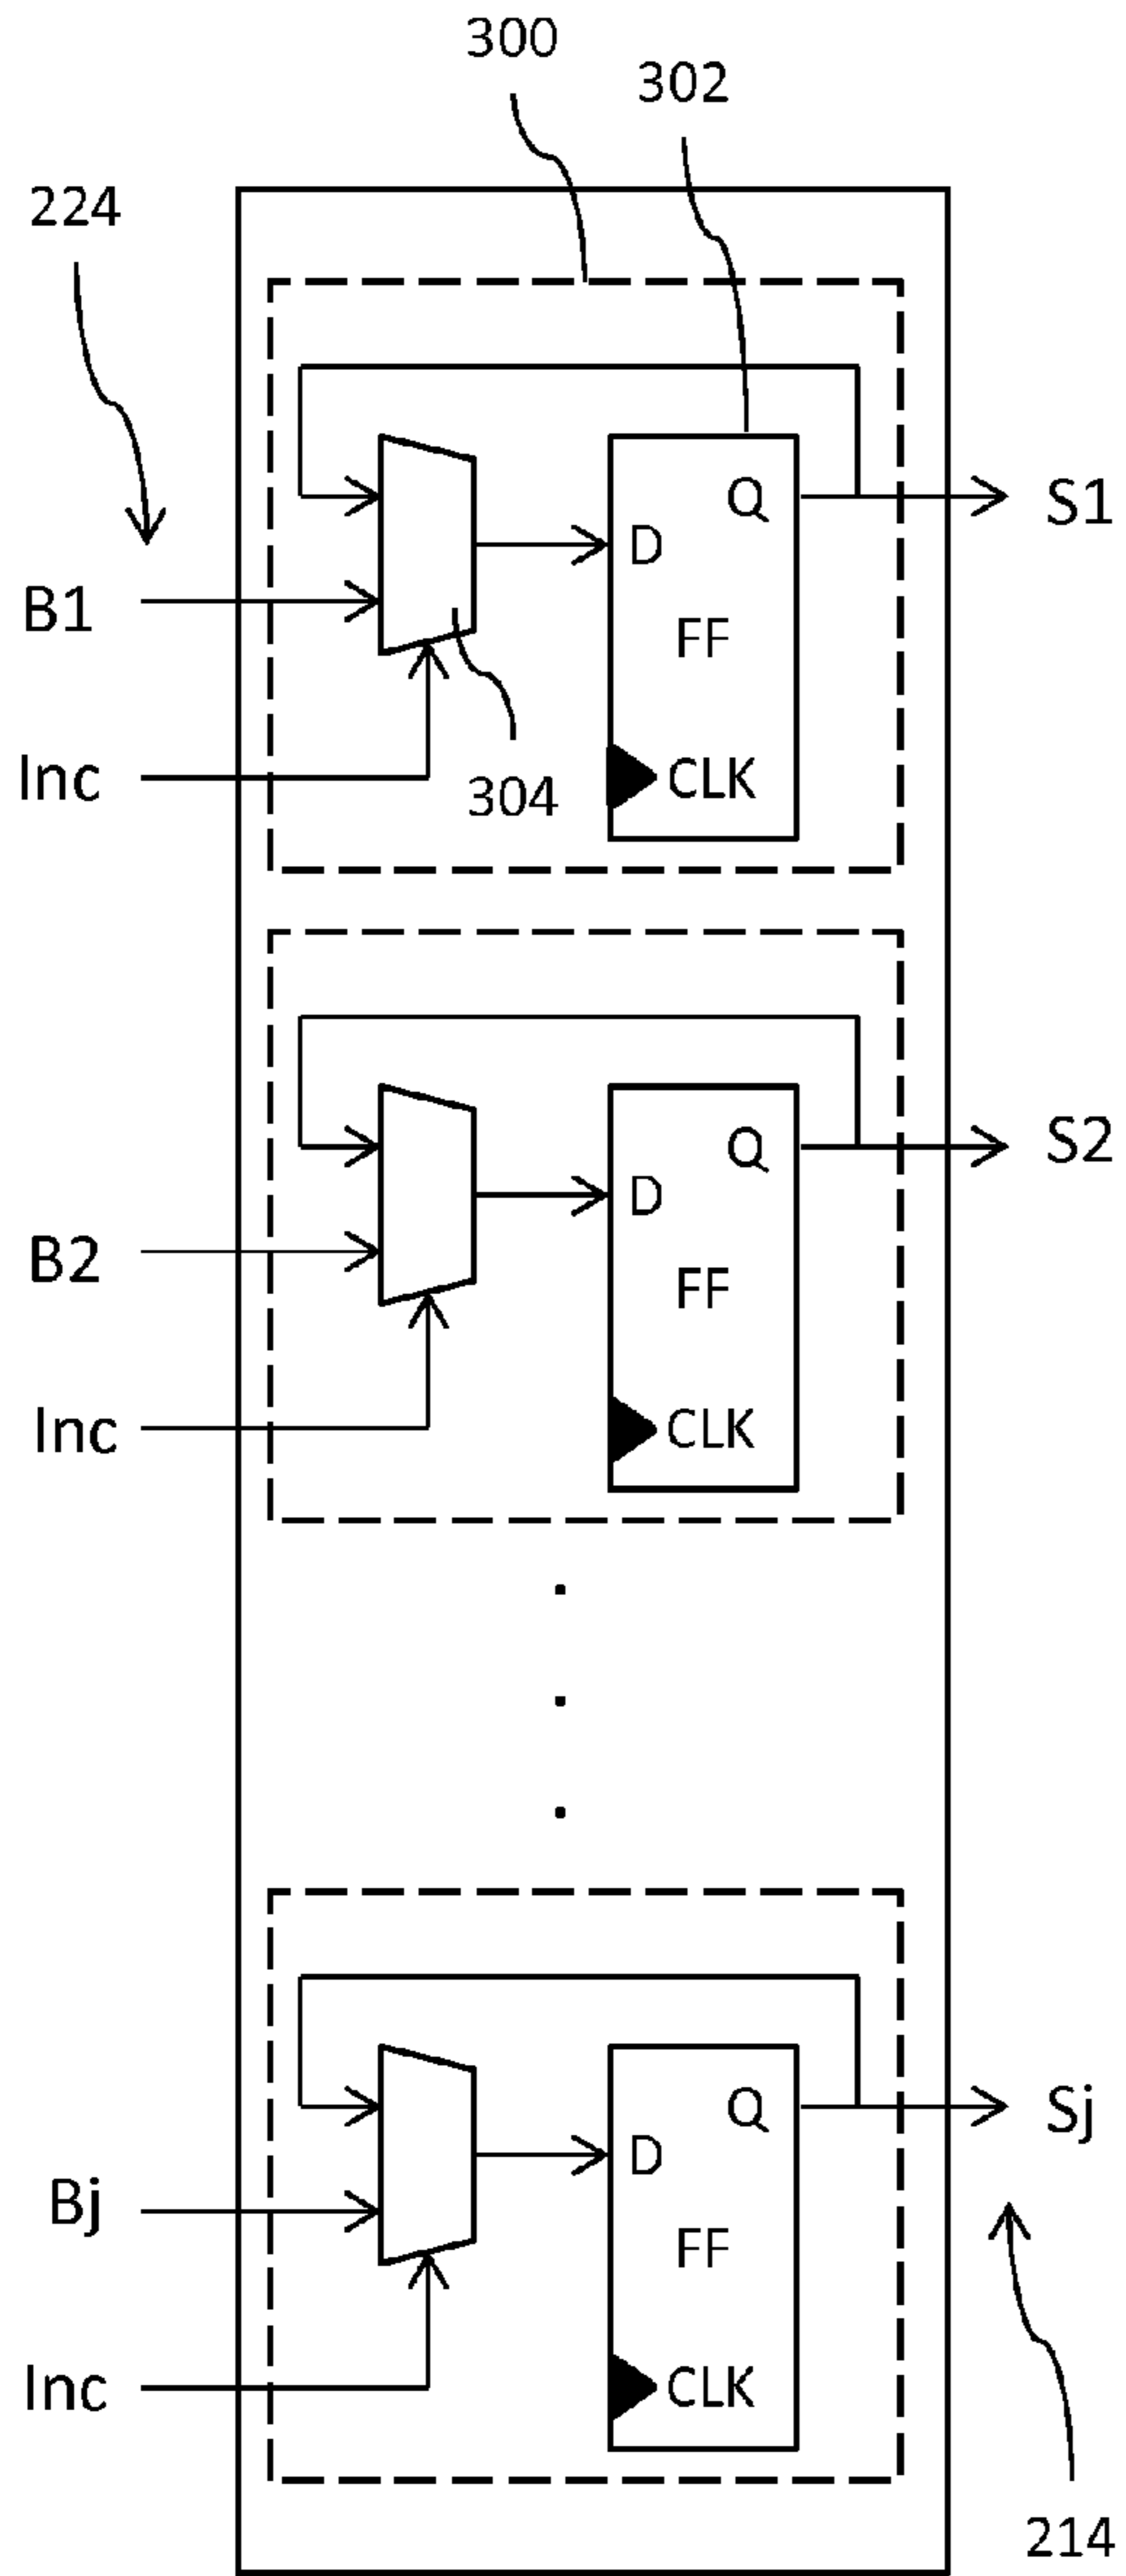 300
302
224
Q
S1
D
B1
FF
Inc
CLK
304
Q
S2
D
B2
FF
Inc
CLK
.
.
.
Q
Sj
D
Bj
FF
Inc
CLK
214